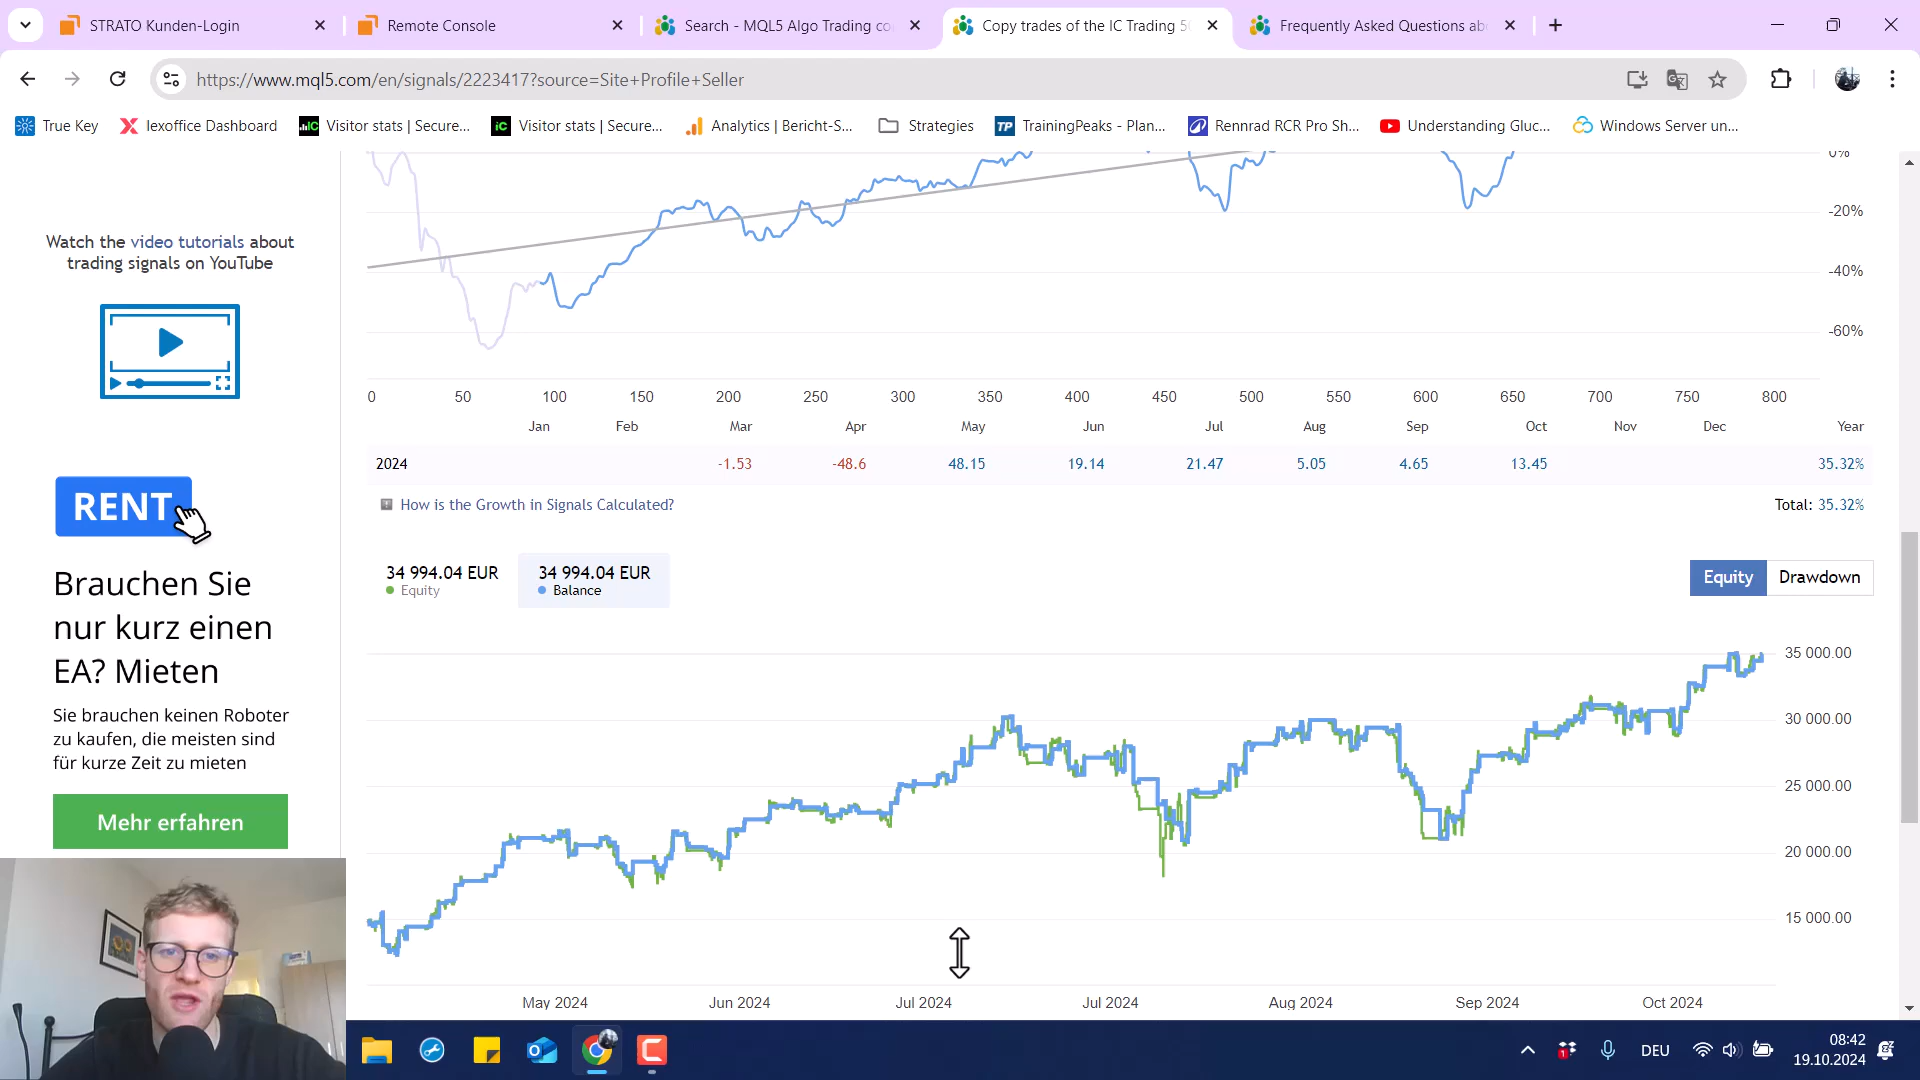 STRATO Kunden-Login
Remote Console
Search - MQL5 Algo Trading co
Copy trades of the IC Trading 5
Frequently Asked Questions ab
https://www.mql5.com/en/signals/2223417?source=Site+Profile+Seller
True Key
lexoffice Dashboard
Visitor stats | Secure...
Visitor stats | Secure...
Analytics | Bericht-S...
Strategies
TrainingPeaks - Plan...
Rennrad RCR Pro Sh...
Understanding Gluc...
Windows Server un...
Watch the video tutorials about
trading signals on YouTube
RENT
Brauchen Sie
nur kurz einen
EA? Mieten
Sie brauchen keinen Roboter
zu kaufen, die meisten sind
für kurze Zeit zu mieten
Mehr erfahren
0%
-20%
-40%
-60%
0 50 100 150 200 250 300 350 400 450 500 550 600 650 700 750 800
Jan Feb Mar Apr May Jun Jul Aug Sep Oct Nov Dec Year
2024 -1.53 -48.6 48.15 19.14 21.47 5.05 4.65 13.45 35.32%
How is the Growth in Signals Calculated?
Total: 35.32%
34 994.04 EUR
Equity
34 994.04 EUR
Balance
Equity Drawdown
35 000.00
30 000.00
25 000.00
20 000.00
15 000.00
May 2024 Jun 2024 Jul 2024 Jul 2024 Aug 2024 Sep 2024 Oct 2024
DEU
08:42
19.10.2024